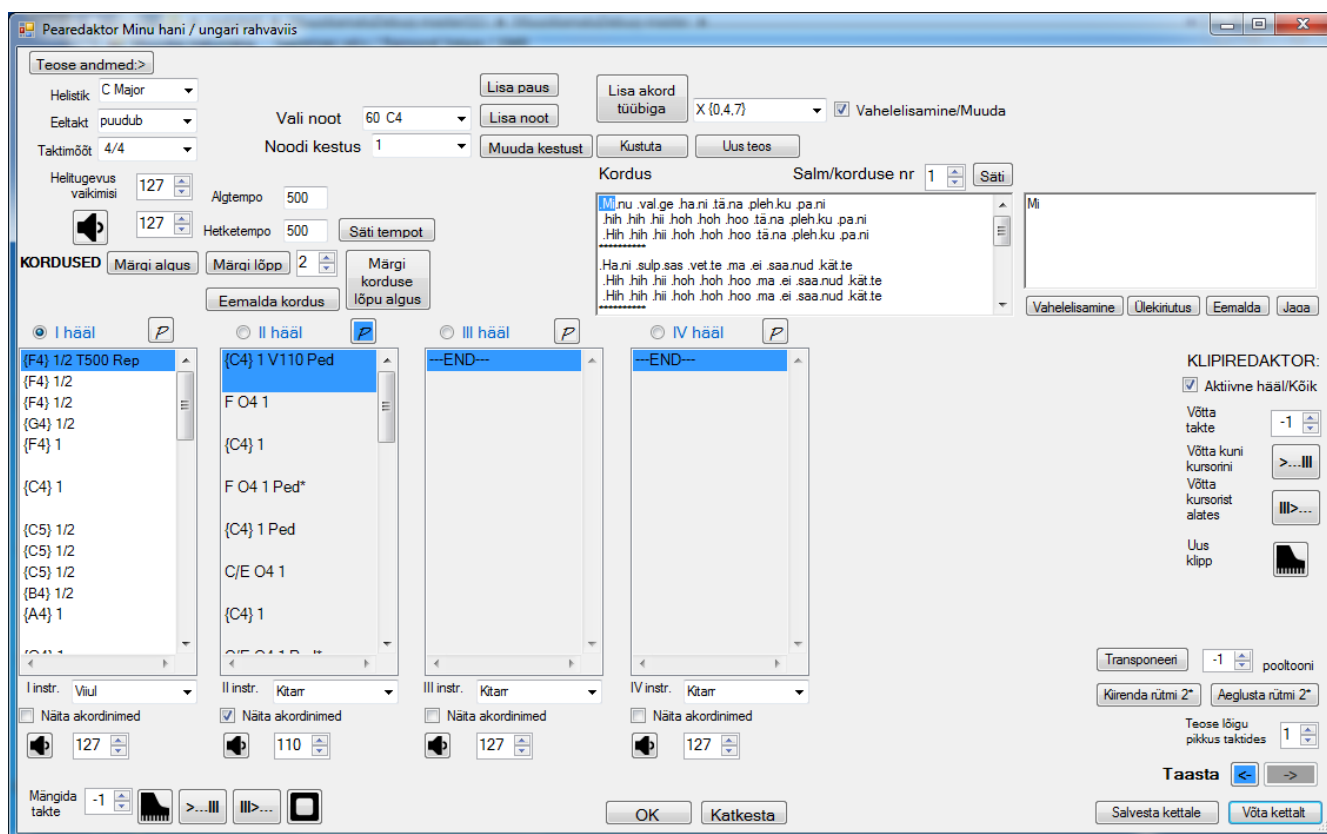 Pearedaktor Minu hani / ungari rahvaviis
Teose andmed:>
Helistik C Major
Eeltakt puudub
Taktimõõt 4/4
Vali noot 60 C4
Noodi kestus 1
Lisa paus
Lisa noot
Muuda kestust
Lisa akord tüübiga
X {0,4,7}
Vahelelisamine/Muuda
Kustuta
Uus teos
Helitugevus vaikimisi 127
127
Algtempo 500
Hetketempo 500
Säti tempot
Kordus
Salm/korduse nr 1
Säti
.Mi.nu .val.ge .ha.ni .tä.na .pleh.ku .pa.ni
.hih .hih .hii .hoh .hoh .hoo .tä.na .pleh.ku .pa.ni
.Hih .hih .hii .hoh .hoh .hoo .tä.na .pleh.ku .pa.ni
**********
.Ha.ni .sulp.sas .vet.te .ma .ei .saa.nud .kät.te
.Hih .hih .hii .hoh .hoh .hoo .ma .ei .saa.nud .kät.te
.Hih .hih .hii .hoh .hoh .hoo .ma .ei .saa.nud .kät.te
**********
Mi
KORDUSED
Märgi algus
Märgi lõpp
2
Märgi korduse lõpu algus
Eemalda kordus
Vahelelisamine
Ülekirjutus
Eemalda
Jaga
I hääl
P
II hääl
P
III hääl
P
IV hääl
P
{F4} 1/2 T500 Rep
{F4} 1/2
{F4} 1/2
{G4} 1/2
{F4} 1
{C4} 1
{C5} 1/2
{C5} 1/2
{C5} 1/2
{B4} 1/2
{A4} 1
{C4} 1 V110 Ped
F O4 1
{C4} 1
F O4 1 Ped*
{C4} 1 Ped
C/E O4 1
{C4} 1
C/E O4 1 Ped*
---END---
---END---
KLIPIREDAKTOR:
Aktiivne hääl/Kõik
Võtta takte -1
Võtta kuni kursorini >...III
Võtta kursorist alates III>...
Uus klipp
I instr. Viiul
II instr. Kitarr
III instr. Kitarr
IV instr. Kitarr
Näita akordinimed
Näita akordinimed
Näita akordinimed
Näita akordinimed
127
110
127
127
Transponeeri -1 pooltooni
Kiirenda rütmi 2*
Aeglusta rütmi 2*
Teose lõigu pikkus taktides 1
Taasta <- ->
Mängida takte -1
>...III
III>...
OK
Katkesta
Salvesta kettale
Võta kettalt